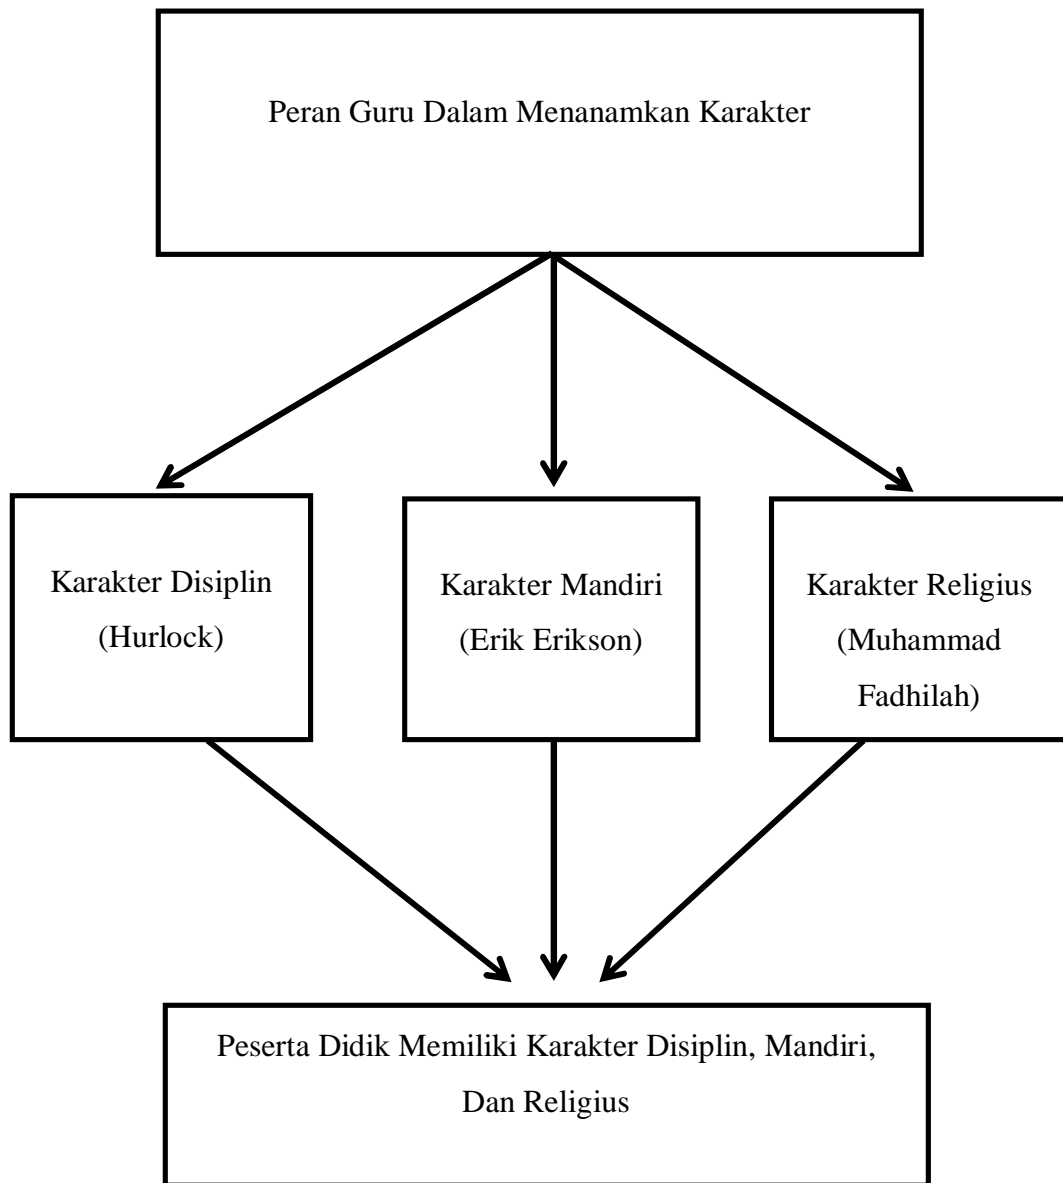 Peran Guru Dalam Menanamkan Karakter
Karakter Disiplin
(Hurlock)
Karakter Mandiri
(Erik Erikson)
Karakter Religius
(Muhammad
Fadhilah)
Peserta Didik Memiliki Karakter Disiplin, Mandiri,
Dan Religius